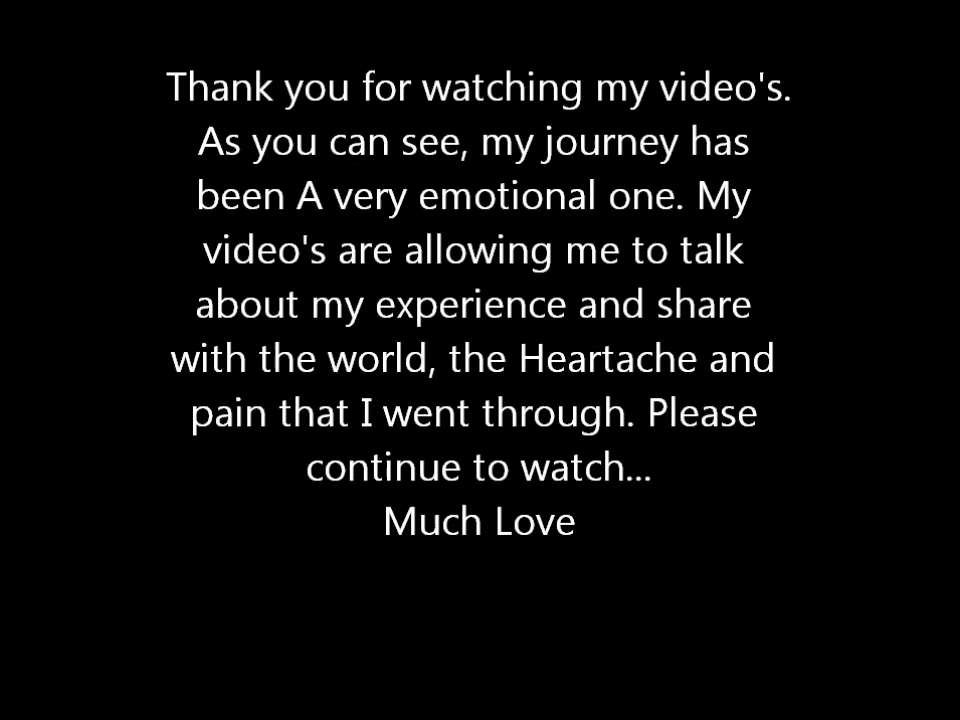 Thank you for watching my video's.
As you can see, my journey has
been A very emotional one. My
video's are allowing me to talk
about my experience and share
with the world, the Heartache and
pain that I went through. Please
continue to watch...
Much Love